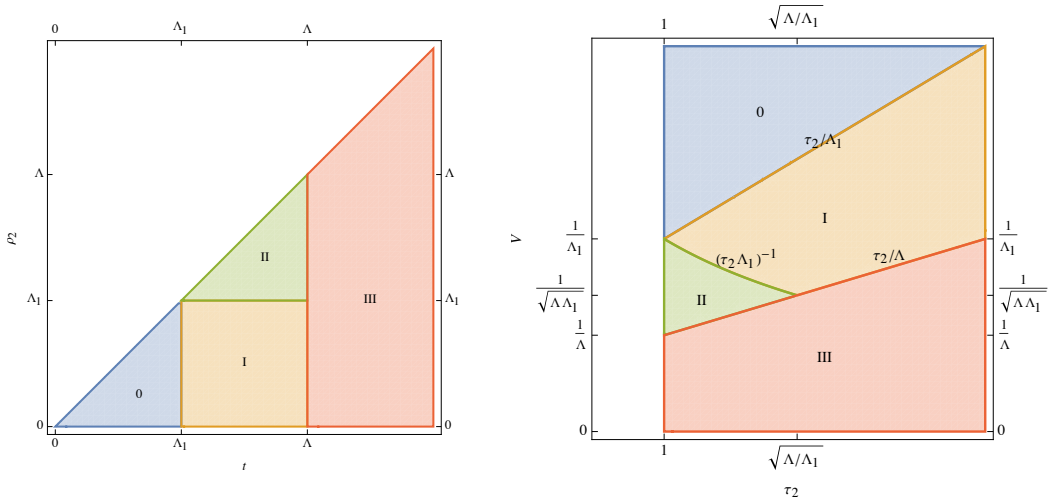 0 Λ₁ Λ
Λ Λ
ρ₂
II
Λ₁ III Λ₁
I
0
0 0
0 Λ₁ Λ
t
1 √Λ/Λ₁
0
τ₂/Λ₁
I
V
1/Λ₁ 1/Λ₁
(τ₂Λ₁)⁻¹ τ₂/Λ
1/√ΛΛ₁ II 1/√ΛΛ₁
1/Λ 1/Λ
III
0 0
1 √Λ/Λ₁
τ₂